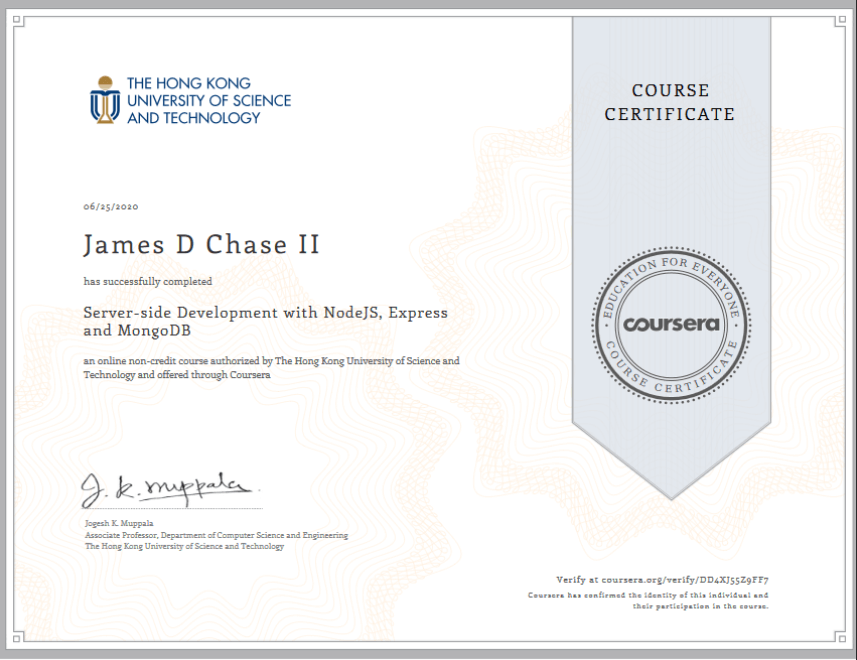 THE HONG KONG
UNIVERSITY OF SCIENCE
AND TECHNOLOGY
COURSE
CERTIFICATE
06/25/2020
James D Chase II
has successfully completed
Server-side Development with NodeJS, Express
and MongoDB
an online non-credit course authorized by The Hong Kong University of Science and
Technology and offered through Coursera
EDUCATION FOR EVERYONE
coursera
COURSE CERTIFICATE
J. K. Muppala
Jogesh K. Muppala
Associate Professor, Department of Computer Science and Engineering
The Hong Kong University of Science and Technology
Verify at coursera.org/verify/DD4XJ55Z9FF7
Coursera has confirmed the identity of this individual and
their participation in the course.